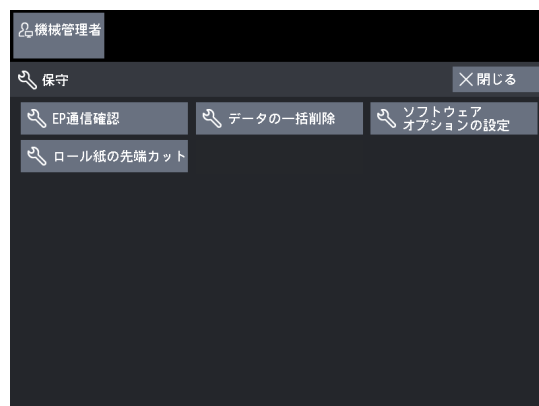 機械管理者
保守
閉じる
EP通信確認
データの一括削除
ソフトウェア
オプションの設定
ロール紙の先端カット